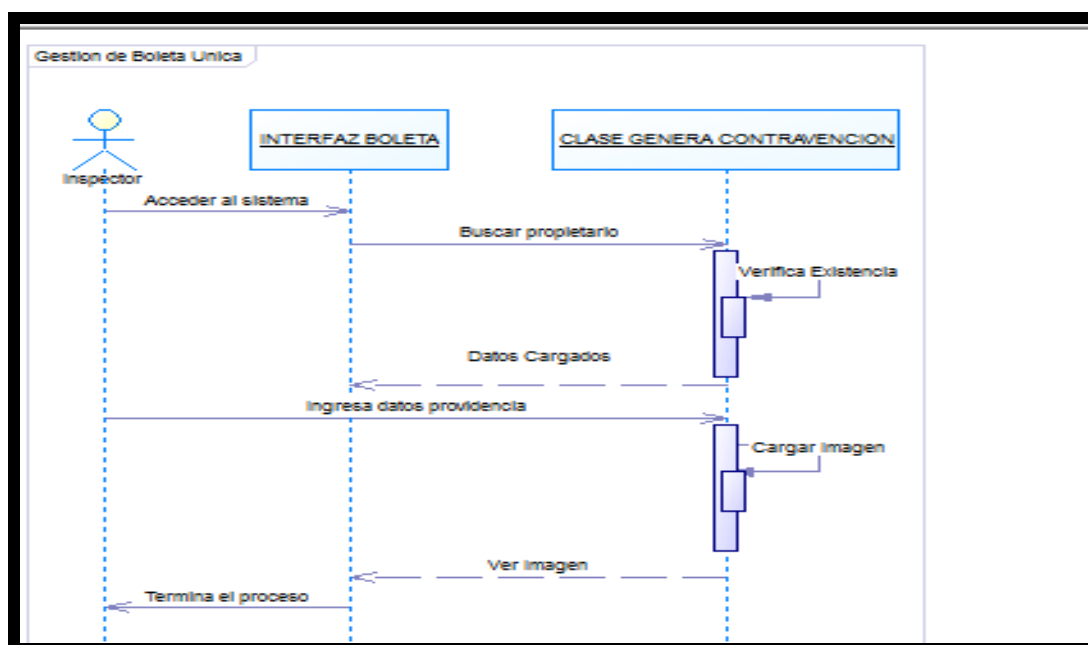 Gestion de Boleta Unica
INTERFAZ BOLETA
CLASE GENERA CONTRAVENCION
Inspector
Acceder al sistema
Buscar propietario
Verifica Existencia
Datos Cargados
Ingresa datos providencia
Cargar Imagen
Ver Imagen
Termina el proceso